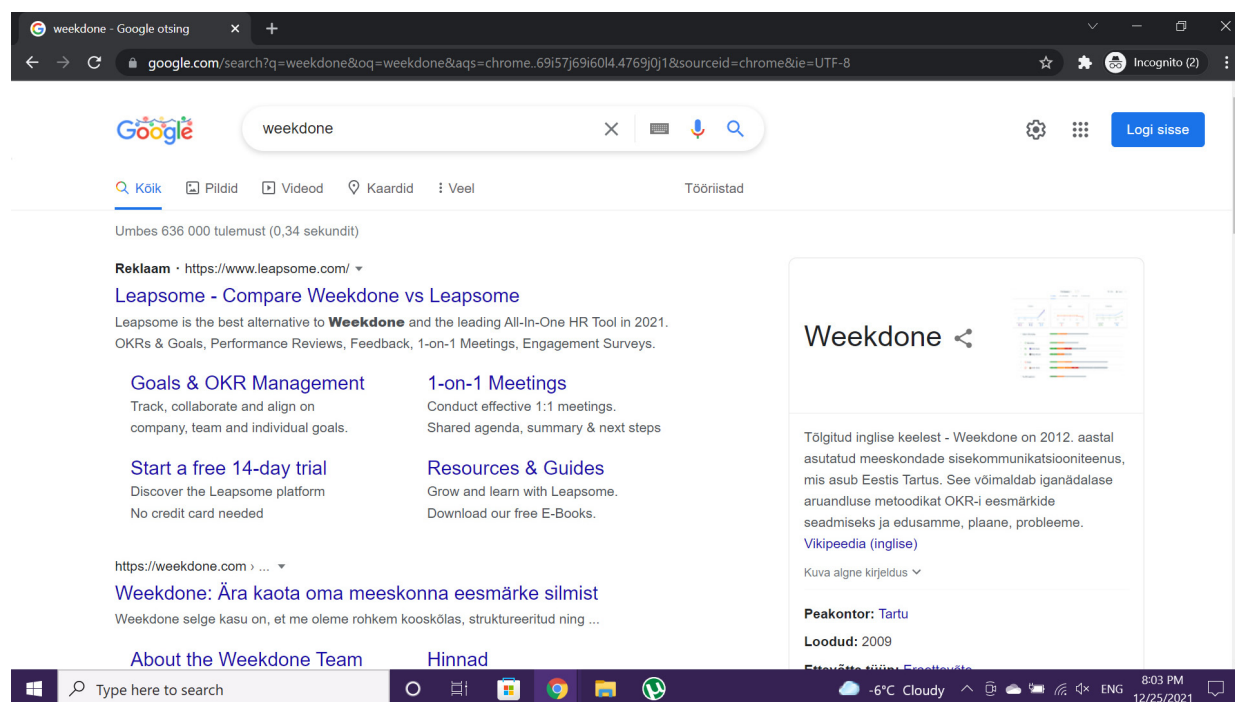 weekdone - Google otsing
google.com/search?q=weekdone&oq=weekdone&aqs=chrome..69i57j69i60l4.4769j0j1&sourceid=chrome&ie=UTF-8
Incognito (2)
Google
weekdone
Logi sisse
Kõik Pildid Videod Kaardid Veel Tööriistad
Umbes 636 000 tulemust (0,34 sekundit)
Reklaam · https://www.leapsome.com/
Leapsome - Compare Weekdone vs Leapsome
Leapsome is the best alternative to Weekdone and the leading All-In-One HR Tool in 2021.
OKRs & Goals, Performance Reviews, Feedback, 1-on-1 Meetings, Engagement Surveys.
Goals & OKR Management
Track, collaborate and align on
company, team and individual goals.
1-on-1 Meetings
Conduct effective 1:1 meetings.
Shared agenda, summary & next steps
Start a free 14-day trial
Discover the Leapsome platform
No credit card needed
Resources & Guides
Grow and learn with Leapsome.
Download our free E-Books.
https://weekdone.com › ...
Weekdone: Ära kaota oma meeskonna eesmärke silmist
Weekdone selge kasu on, et me oleme rohkem kooskõlas, struktureeritud ning ...
About the Weekdone Team
Hinnad
Weekdone
Tõlgitud inglise keelest - Weekdone on 2012. aastal
asutatud meeskondade sisekommunikatsiooniteenus,
mis asub Eestis Tartus. See võimaldab iganädalase
aruandluse metoodikat OKR-i eesmärkide
seadmiseks ja edusamme, plaane, probleeme.
Vikipeedia (inglise)
Kuva algne kirjeldus
Peakontor: Tartu
Loodud: 2009
Ettevõtte tüüp: Eraettevõte
Type here to search
-6°C Cloudy
ENG
8:03 PM
12/25/2021